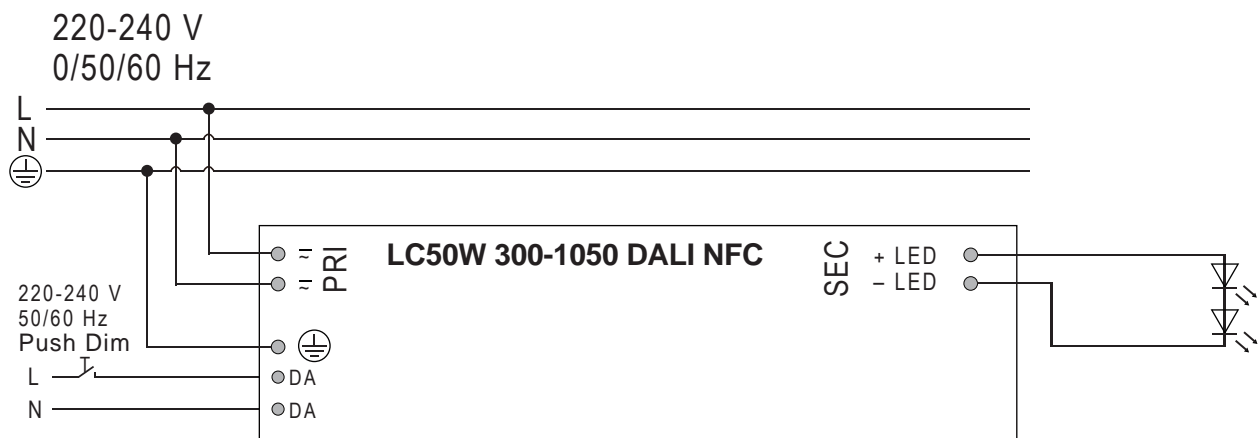 220-240 V
0/50/60 Hz
L
N
PRI
LC50W 300-1050 DALI NFC
SEC
+ LED
– LED
220-240 V
50/60 Hz
Push Dim
L
DA
N
DA